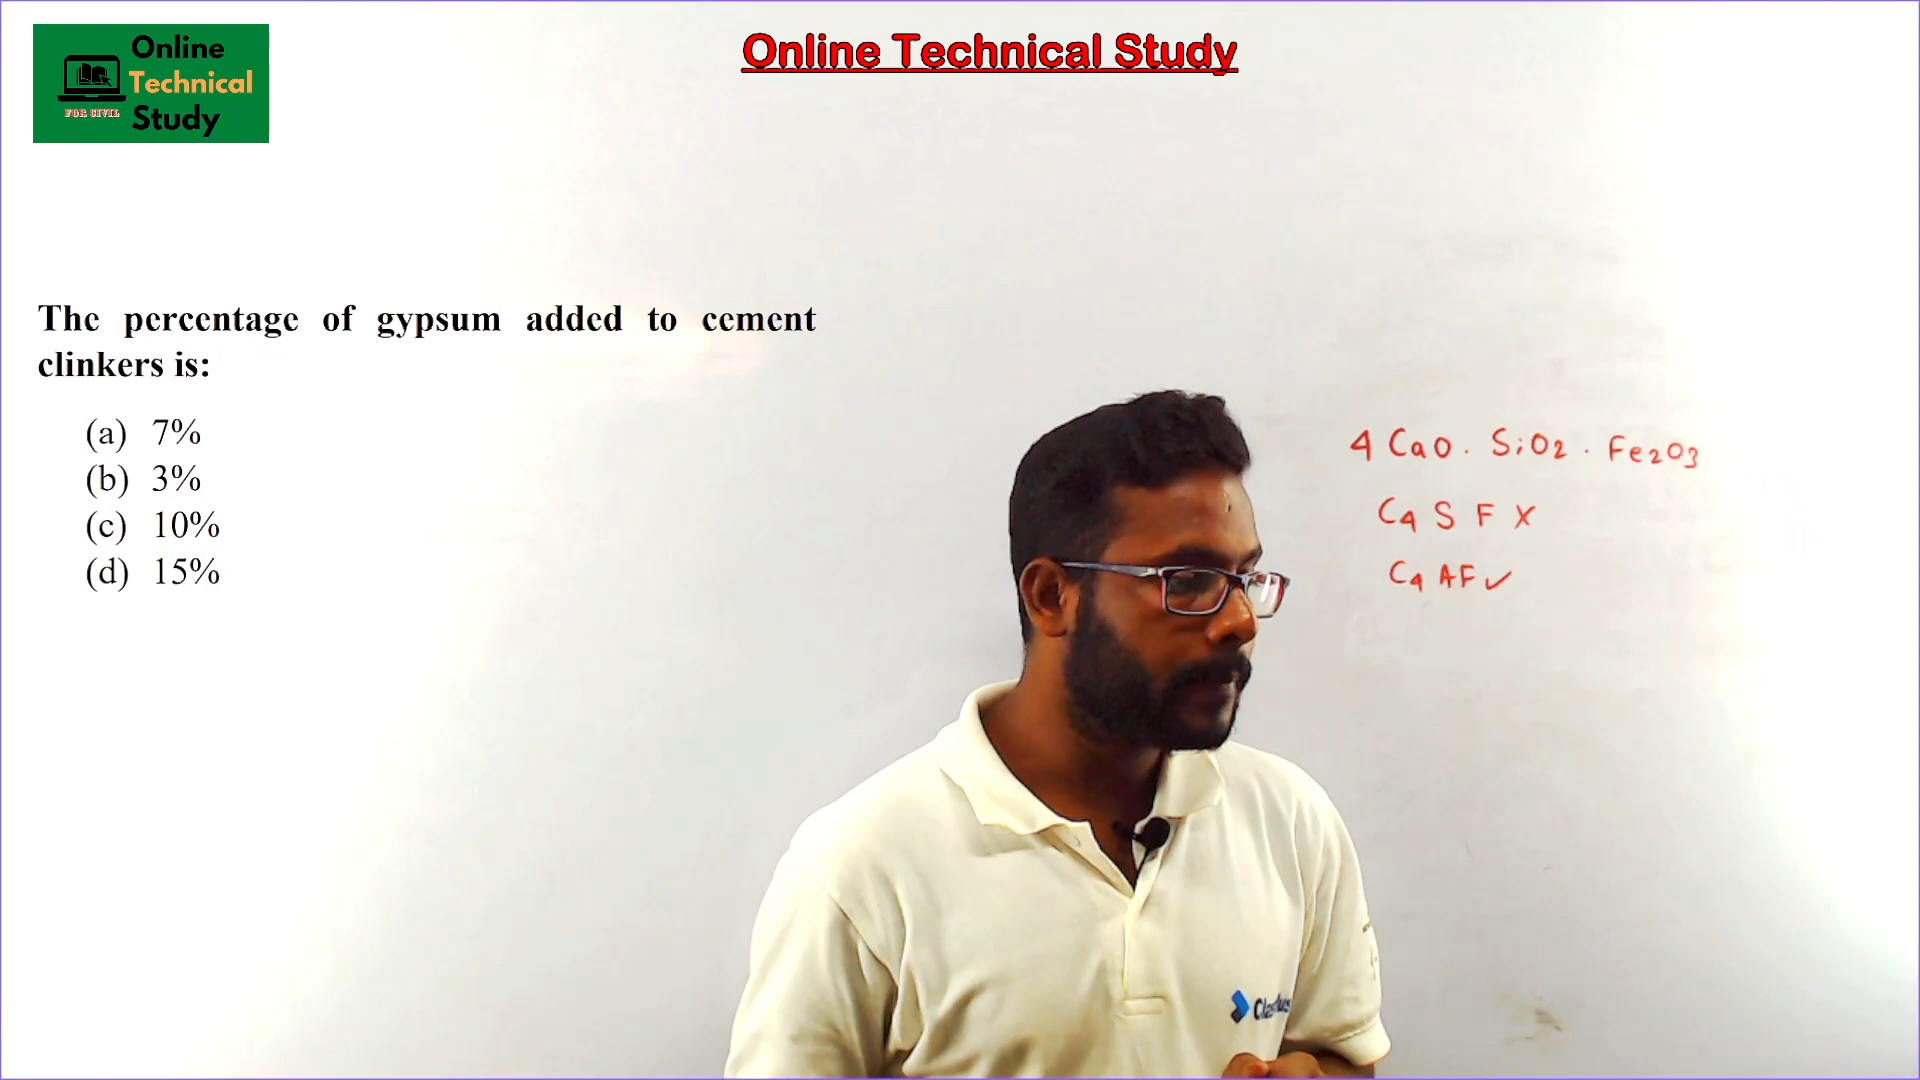 Online
Technical
Study
FOR CIVIL
Online Technical Study
The percentage of gypsum added to cement
clinkers is:
(a) 7%
(b) 3%
(c) 10%
(d) 15%
4 CaO. SiO2 . Fe2O3
C4 S F X
C4 AF ✓